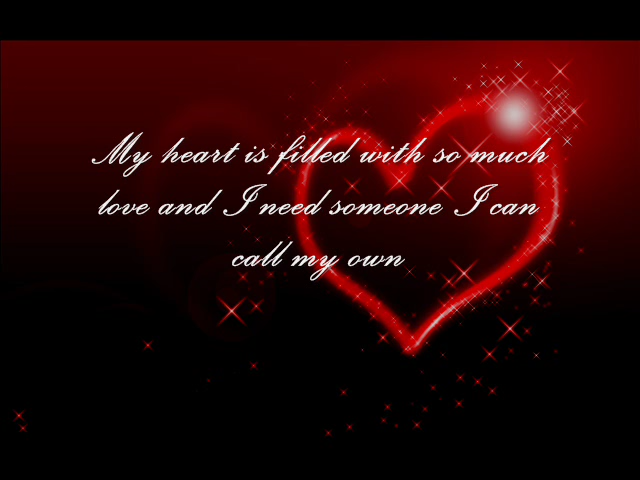 My heart is filled with so much
love and I need someone I can
call my own